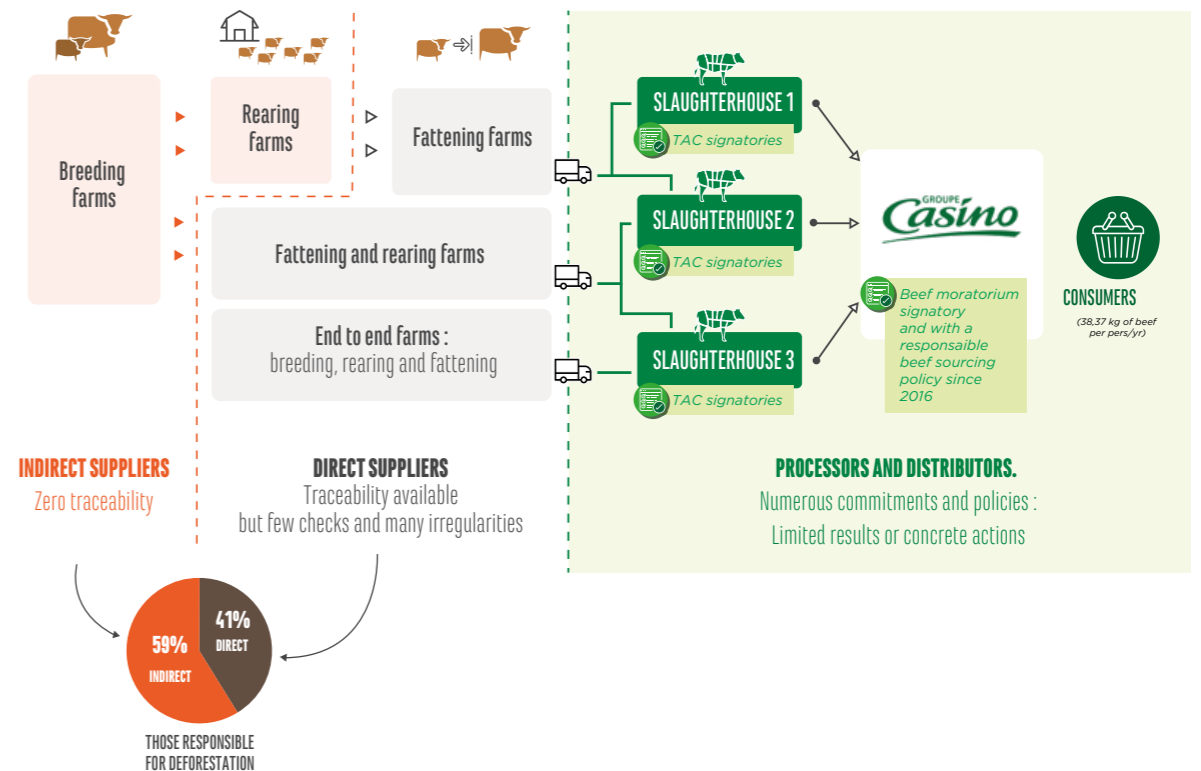 Breeding
farms
Rearing
farms
Fattening farms
Fattening and rearing farms
End to end farms :
breeding, rearing and fattening
SLAUGHTERHOUSE 1
TAC signatories
SLAUGHTERHOUSE 2
TAC signatories
SLAUGHTERHOUSE 3
TAC signatories
GROUPE
Casino
Beef moratorium
signatory
and with a
responsaible
beef sourcing
policy since
2016
CONSUMERS
(38,37 kg of beef
per pers/yr)
INDIRECT SUPPLIERS
Zero traceability
DIRECT SUPPLIERS
Traceability available
but few checks and many irregularities
PROCESSORS AND DISTRIBUTORS.
Numerous commitments and policies :
Limited results or concrete actions
41%
DIRECT
59%
INDIRECT
THOSE RESPONSIBLE
FOR DEFORESTATION